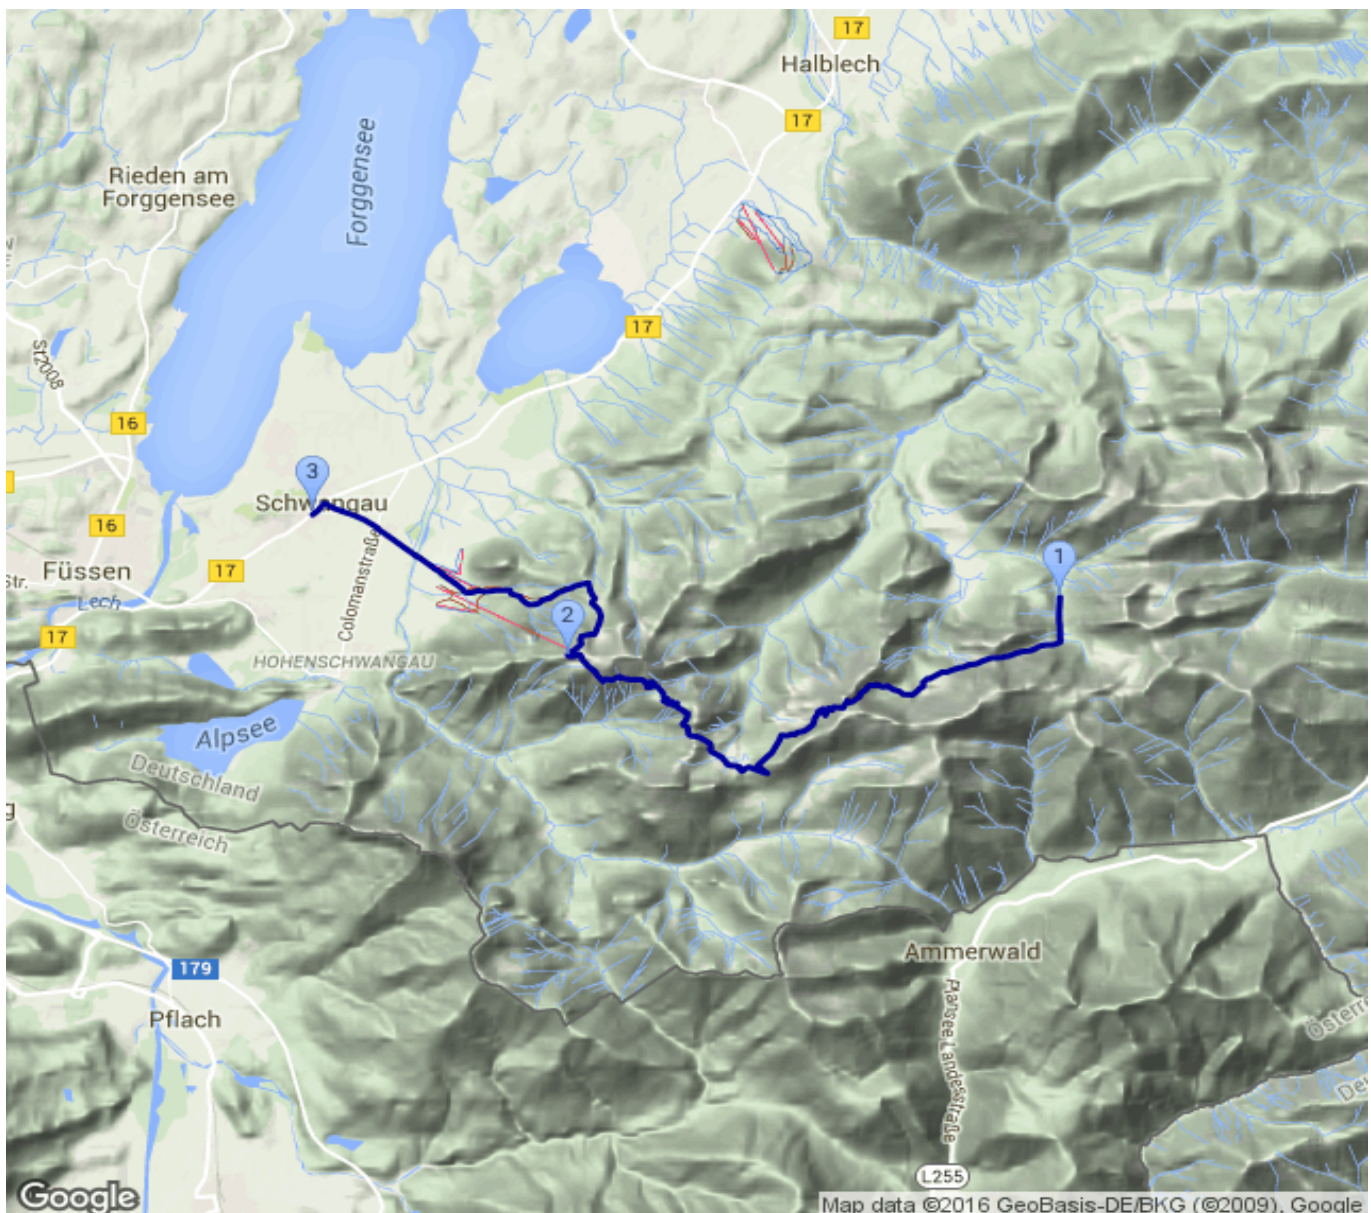 17
Halblech
17
Rieden am
Forggensee
Forggensee
17
St2008
16
3
Schwangau
16
1
Füssen
17
Str.
Lech
Colomanstraße
2
17
HOHENSCHWANGAU
Alpsee
Deutschland
Österreich
g
Ammerwald
179
Pflach
Plansee Landesstraße
L255
Google
Map data ©2016 GeoBasis-DE/BKG (©2009), Google